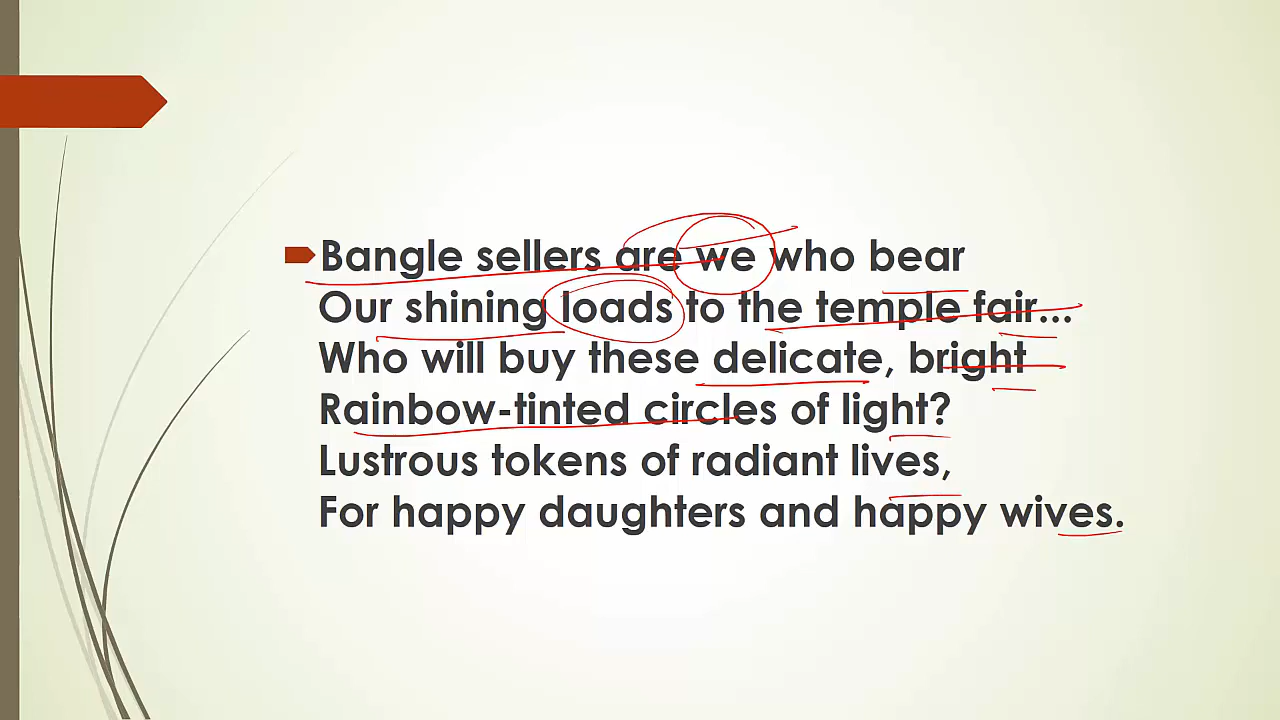 Bangle sellers are we who bear
Our shining loads to the temple fair...
Who will buy these delicate, bright
Rainbow-tinted circles of light?
Lustrous tokens of radiant lives,
For happy daughters and happy wives.